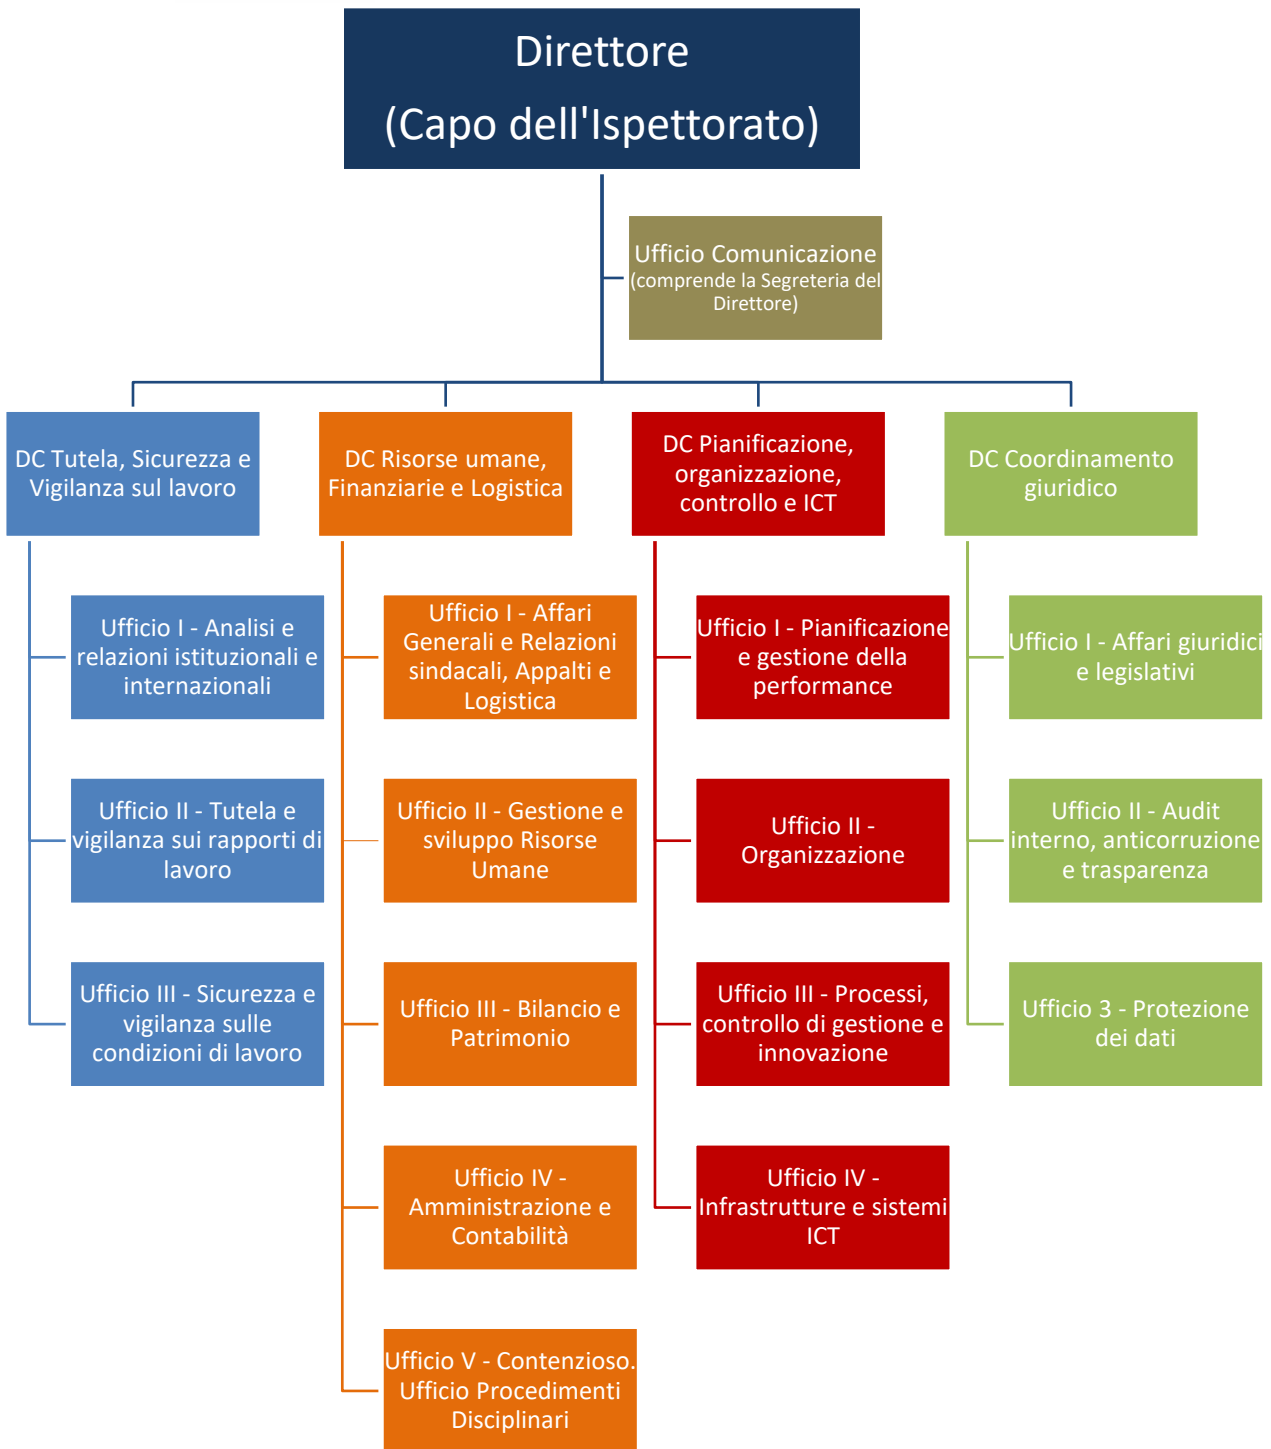 Direttore
(Capo dell'Ispettorato)
Ufficio Comunicazione
(comprende la Segreteria del
Direttore)
DC Tutela, Sicurezza e
Vigilanza sul lavoro
Ufficio I - Analisi e
relazioni istituzionali e
internazionali
Ufficio II - Tutela e
vigilanza sui rapporti di
lavoro
Ufficio III - Sicurezza e
vigilanza sulle
condizioni di lavoro
DC Risorse umane,
Finanziarie e Logistica
Ufficio I - Affari
Generali e Relazioni
sindacali, Appalti e
Logistica
Ufficio II - Gestione e
sviluppo Risorse
Umane
Ufficio III - Bilancio e
Patrimonio
Ufficio IV -
Amministrazione e
Contabilità
Ufficio V - Contenzioso.
Ufficio Procedimenti
Disciplinari
DC Pianificazione,
organizzazione,
controllo e ICT
Ufficio I - Pianificazione
e gestione della
performance
Ufficio II -
Organizzazione
Ufficio III - Processi,
controllo di gestione e
innovazione
Ufficio IV -
Infrastrutture e sistemi
ICT
DC Coordinamento
giuridico
Ufficio I - Affari giuridici
e legislativi
Ufficio II - Audit
interno, anticorruzione
e trasparenza
Ufficio 3 - Protezione
dei dati